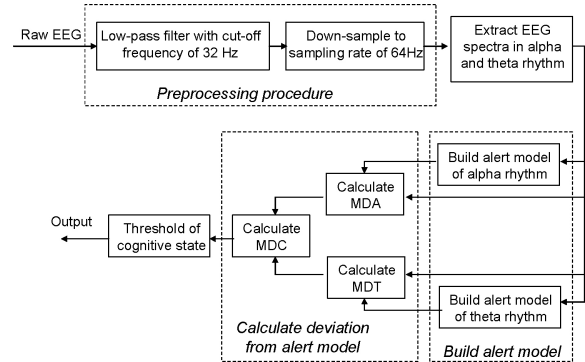 Raw EEG
Low-pass filter with cut-off
frequency of 32 Hz
Down-sample to
sampling rate of 64Hz
Extract EEG
spectra in alpha
and theta rhythm
Preprocessing procedure
Build alert model
of alpha rhythm
Calculate
MDA
Output
Threshold of
cognitive state
Calculate
MDC
Calculate
MDT
Build alert model
of theta rhythm
Calculate deviation
from alert model
Build alert model